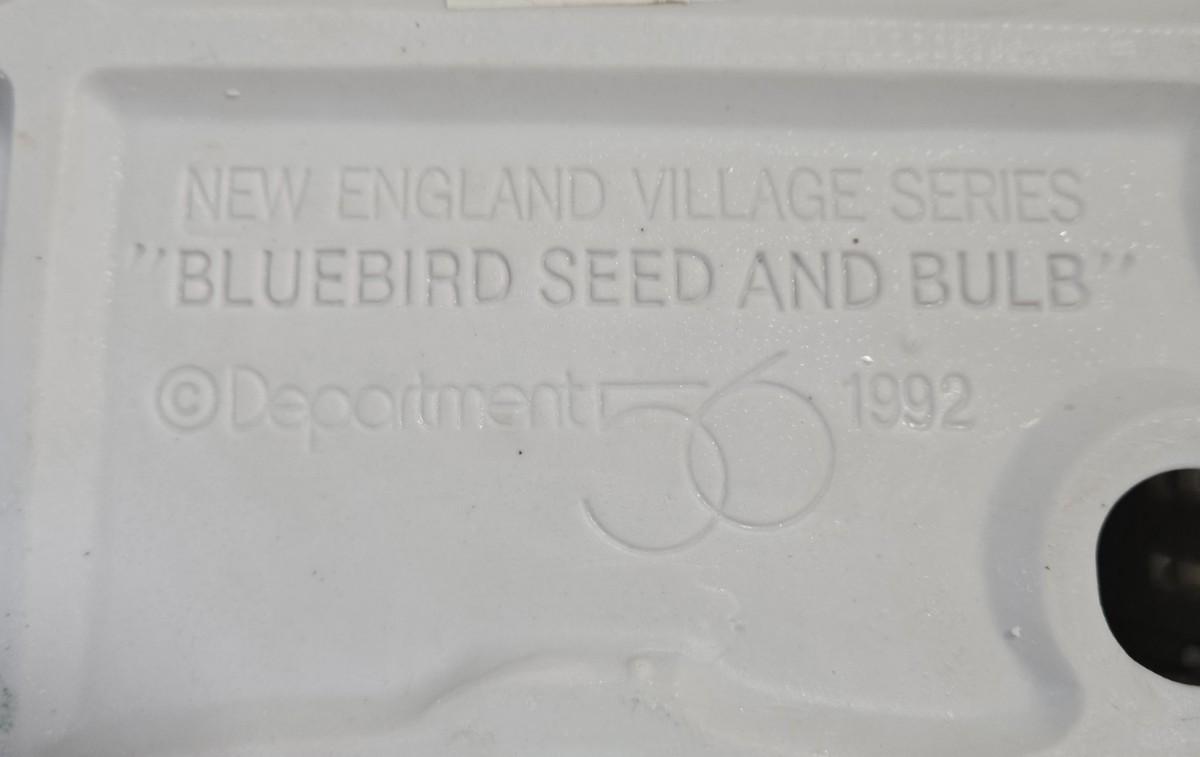 NEW ENGLAND VILLAGE SERIES
"BLUEBIRD SEED AND BULB"
©Department 56 1992